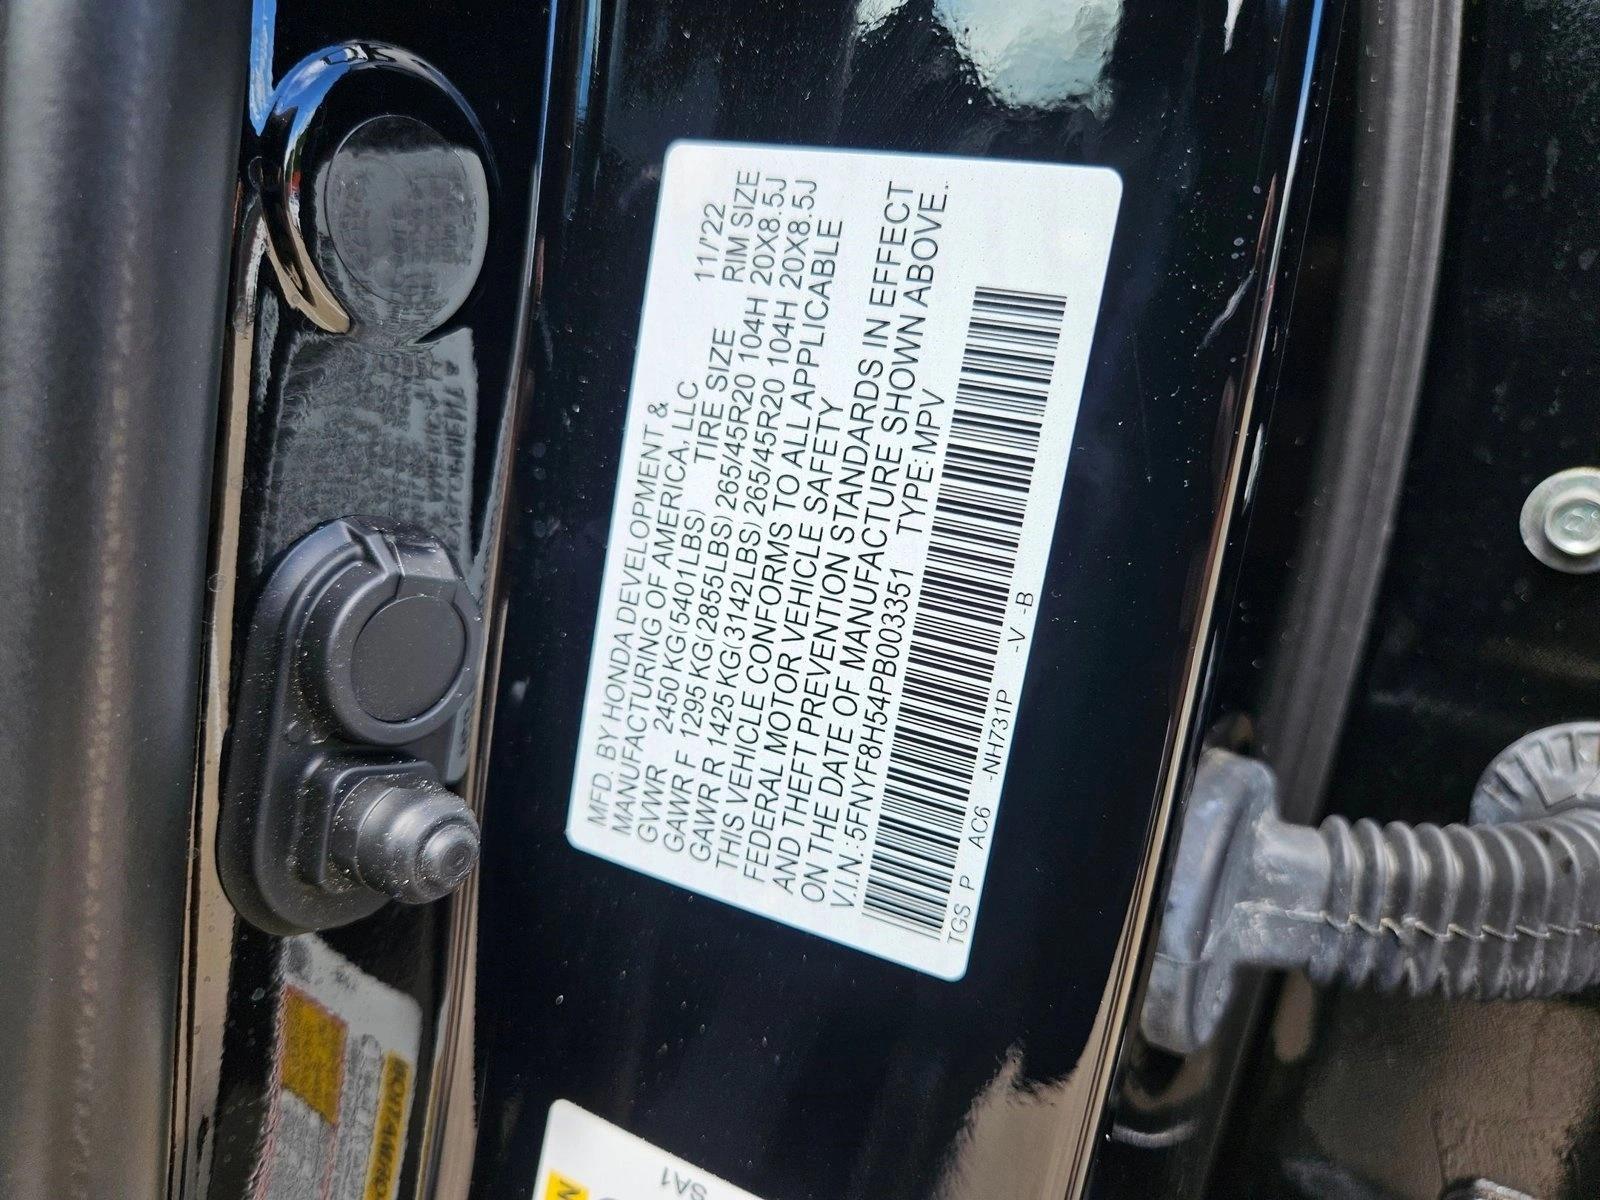 MFD. BY HONDA DEVELOPMENT &
MANUFACTURING OF AMERICA, LLC 11/'22
GVWR 2450 KG(5401LBS) TIRE SIZE RIM SIZE
GAWR F 1295 KG(2855LBS) 265/45R20 104H 20X8.5J
GAWR R 1425 KG(3142LBS) 265/45R20 104H 20X8.5J
THIS VEHICLE CONFORMS TO ALL APPLICABLE
FEDERAL MOTOR VEHICLE SAFETY
AND THEFT PREVENTION STANDARDS IN EFFECT
ON THE DATE OF MANUFACTURE SHOWN ABOVE.
V.I.N.:5FNYF8H54PB003351 TYPE:MPV
TGS P AC6 -NH731P -V -B
SA1